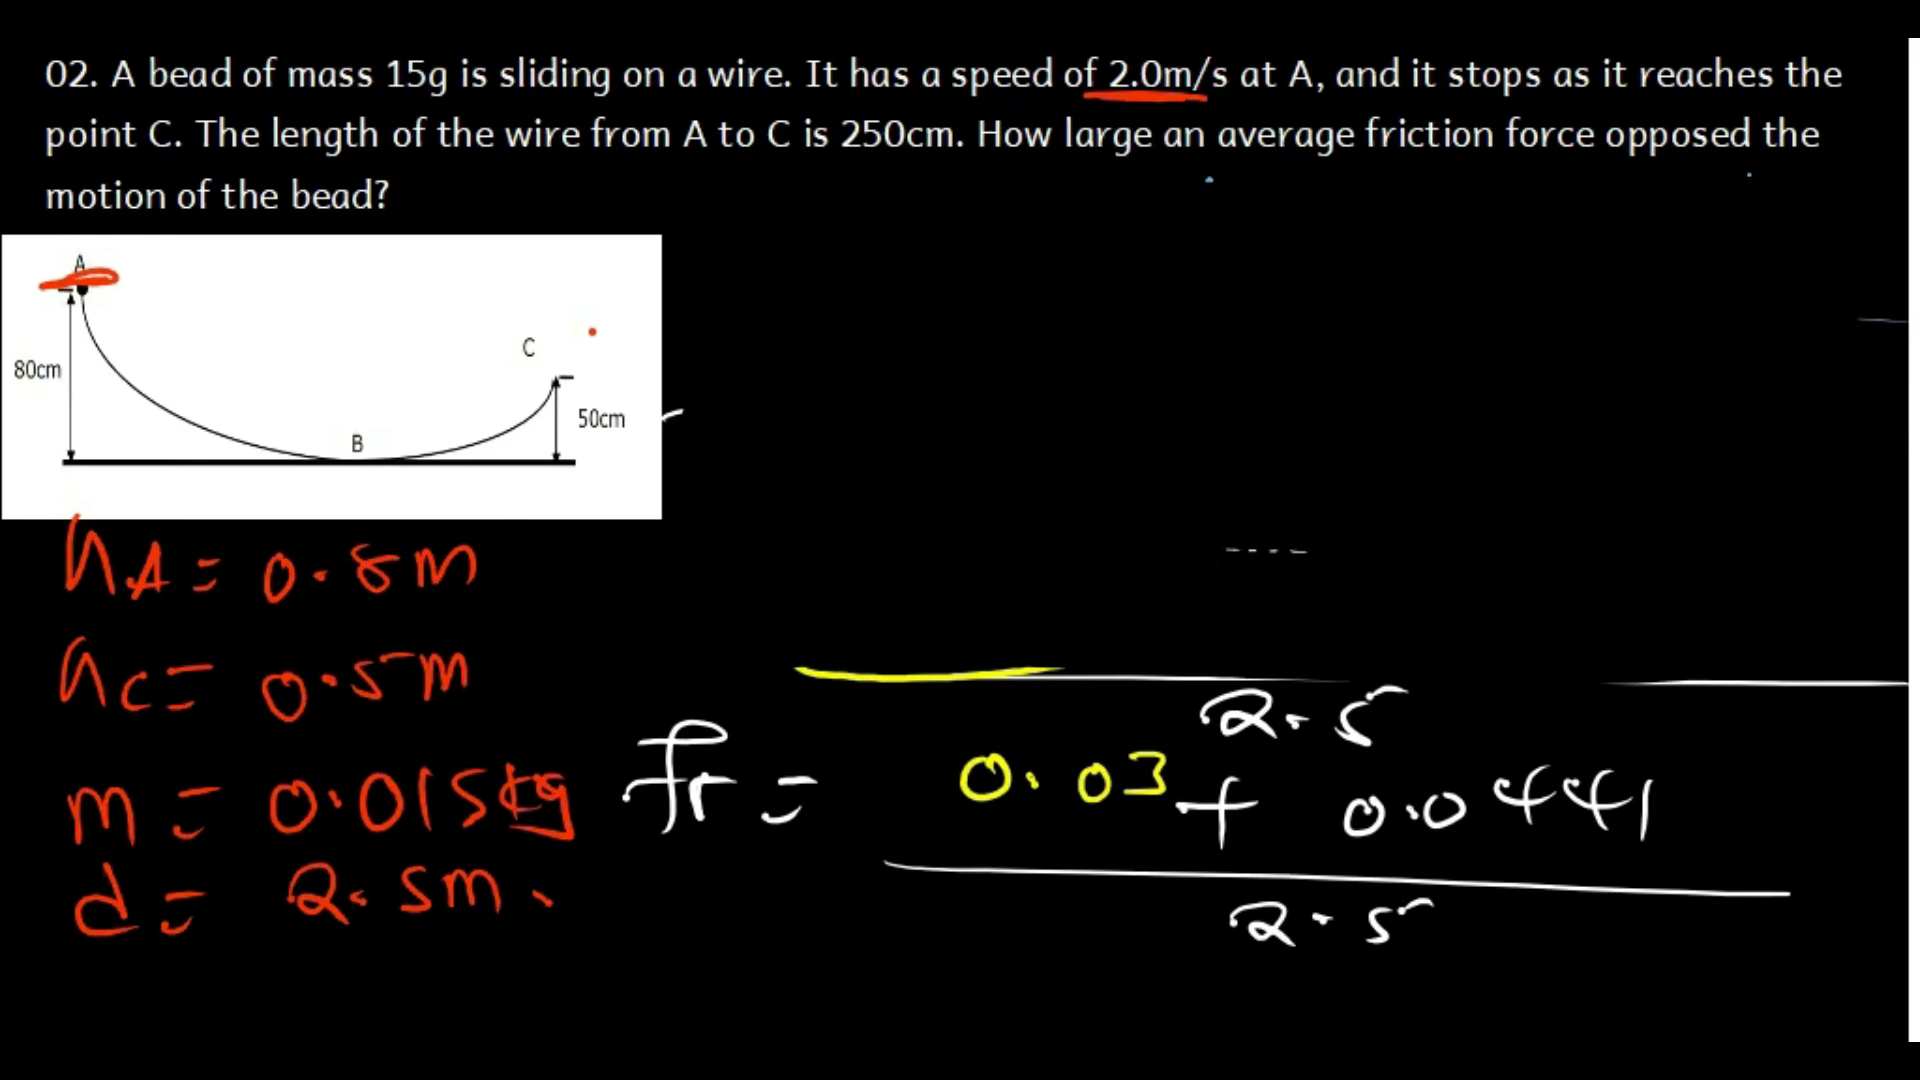 02. A bead of mass 15g is sliding on a wire. It has a speed of 2.0m/s at A, and it stops as it reaches the
point C. The length of the wire from A to C is 250cm. How large an average friction force opposed the
motion of the bead?
A
C
80cm
50cm
B
hA = 0.8m
hc = 0.5m
2.5
m = 0.015kg
fr = 0.03 + 0.0441
d = 2.5m.
2.5